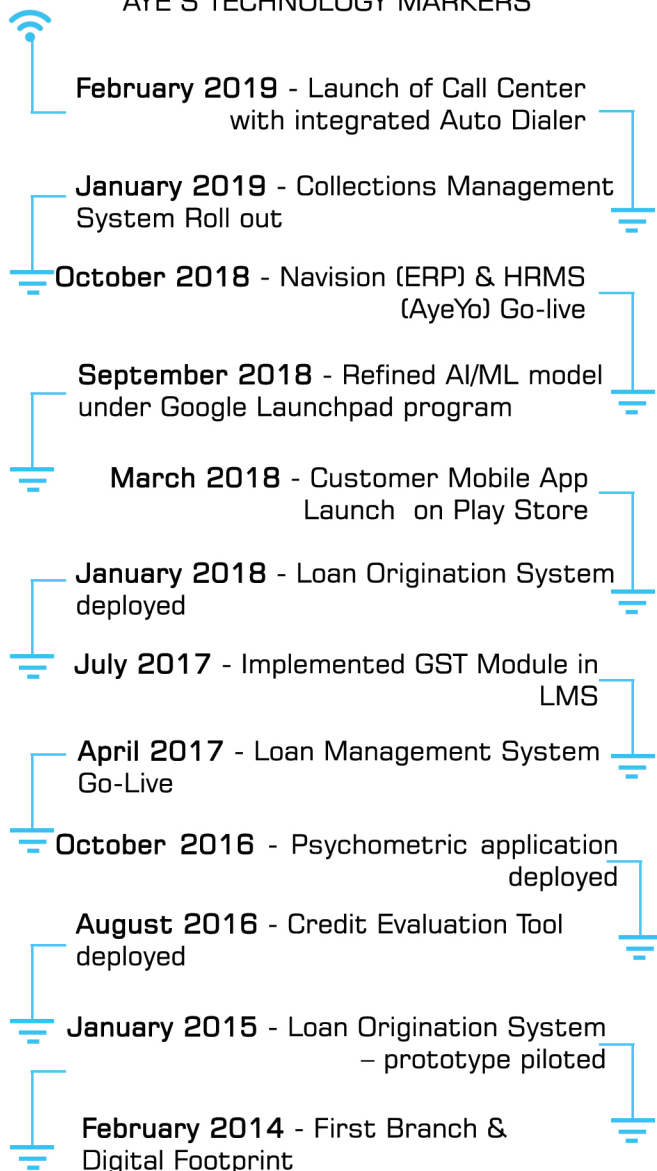 AYE'S TECHNOLOGY MARKERS
February 2019 - Launch of Call Center
with integrated Auto Dialer
January 2019 - Collections Management
System Roll out
October 2018 - Navision (ERP) & HRMS
(AyeYo) Go-live
September 2018 - Refined AI/ML model
under Google Launchpad program
March 2018 - Customer Mobile App
Launch on Play Store
January 2018 - Loan Origination System
deployed
July 2017 - Implemented GST Module in
LMS
April 2017 - Loan Management System
Go-Live
October 2016 - Psychometric application
deployed
August 2016 - Credit Evaluation Tool
deployed
January 2015 - Loan Origination System
– prototype piloted
February 2014 - First Branch &
Digital Footprint